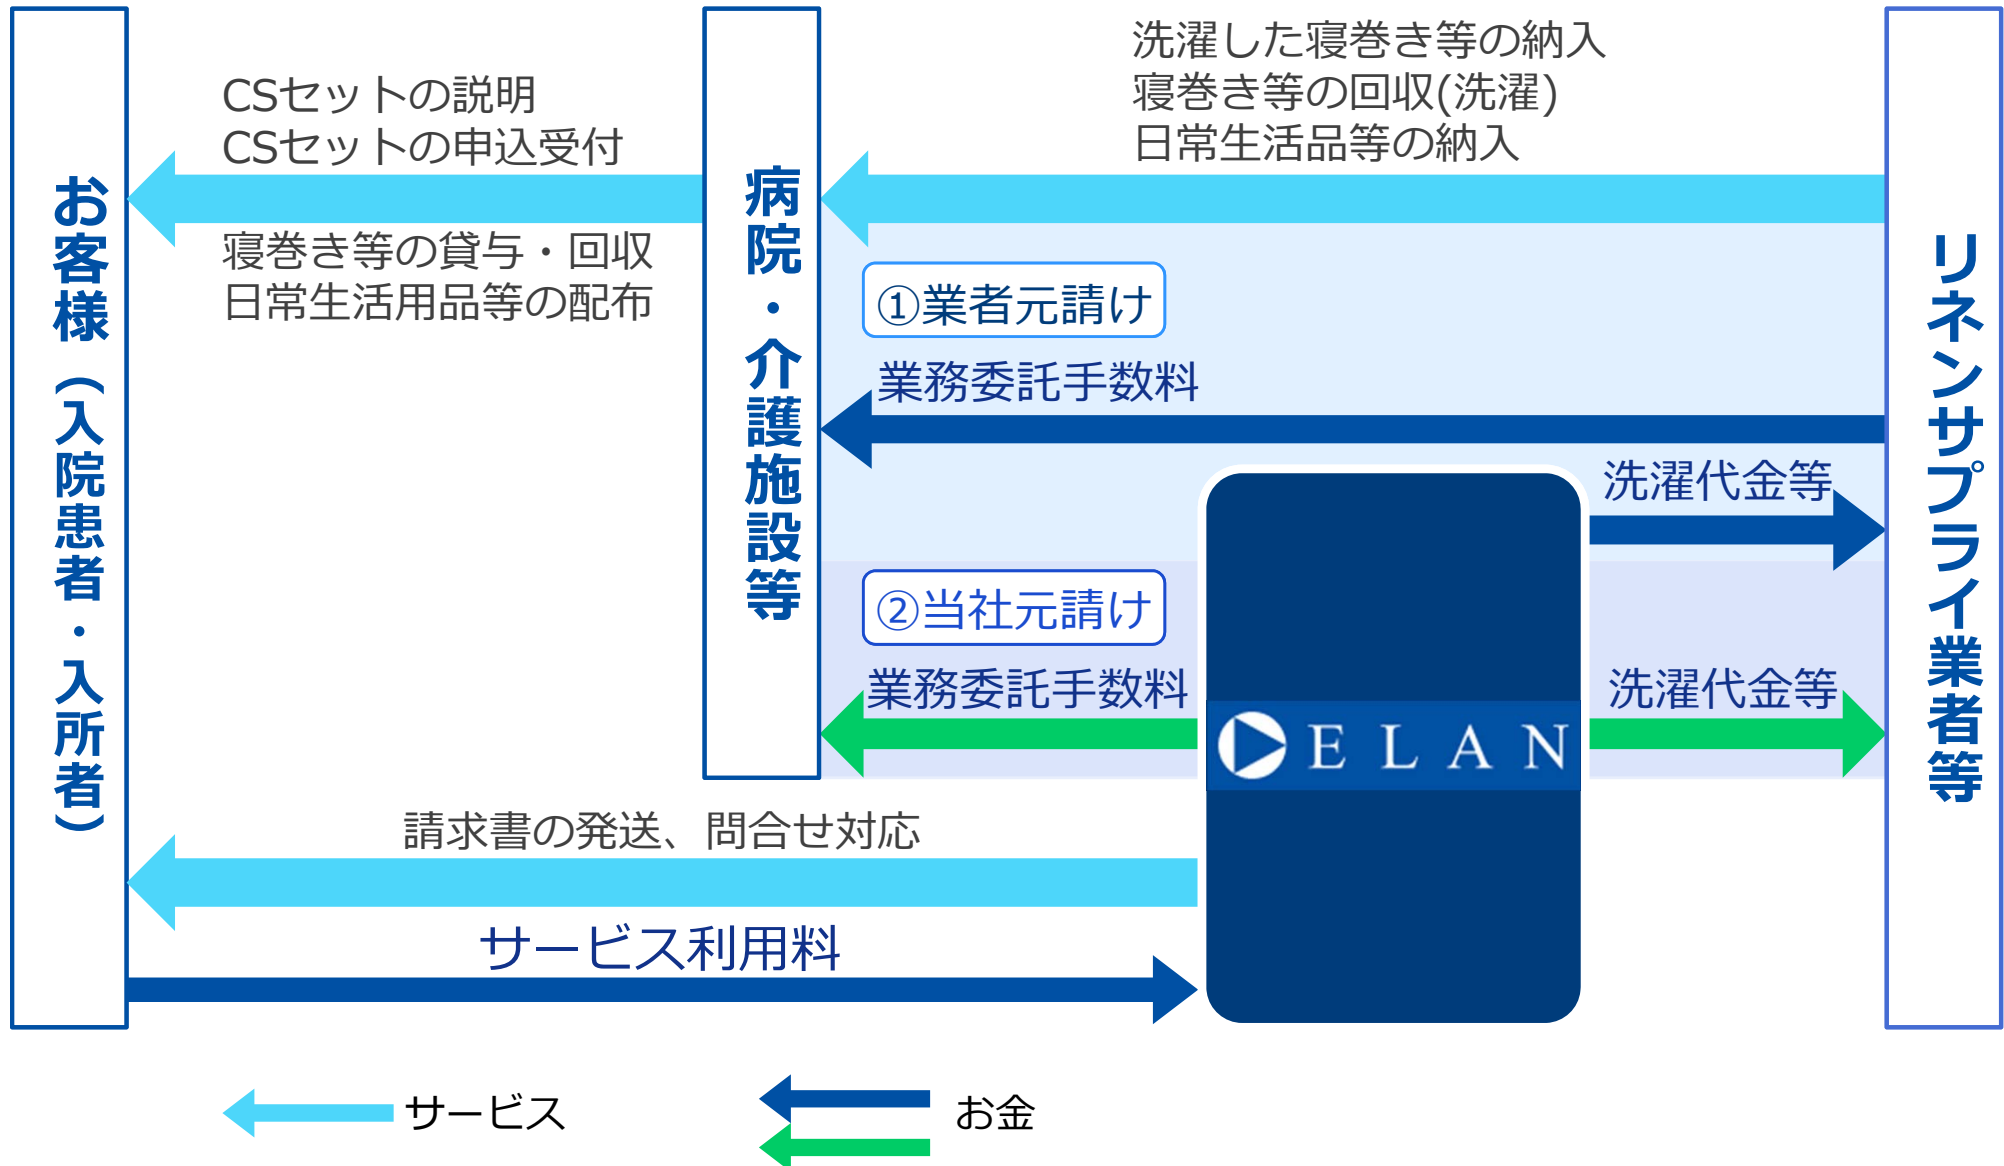 お客様（入院患者・入所者）
CSセットの説明
CSセットの申込受付
寝巻き等の貸与・回収
日常生活用品等の配布
病院・介護施設等
洗濯した寝巻き等の納入
寝巻き等の回収(洗濯)
日常生活品等の納入
①業者元請け
業務委託手数料
洗濯代金等
②当社元請け
業務委託手数料
洗濯代金等
ELAN
リネンサプライ業者等
請求書の発送、問合せ対応
サービス利用料
サービス
お金